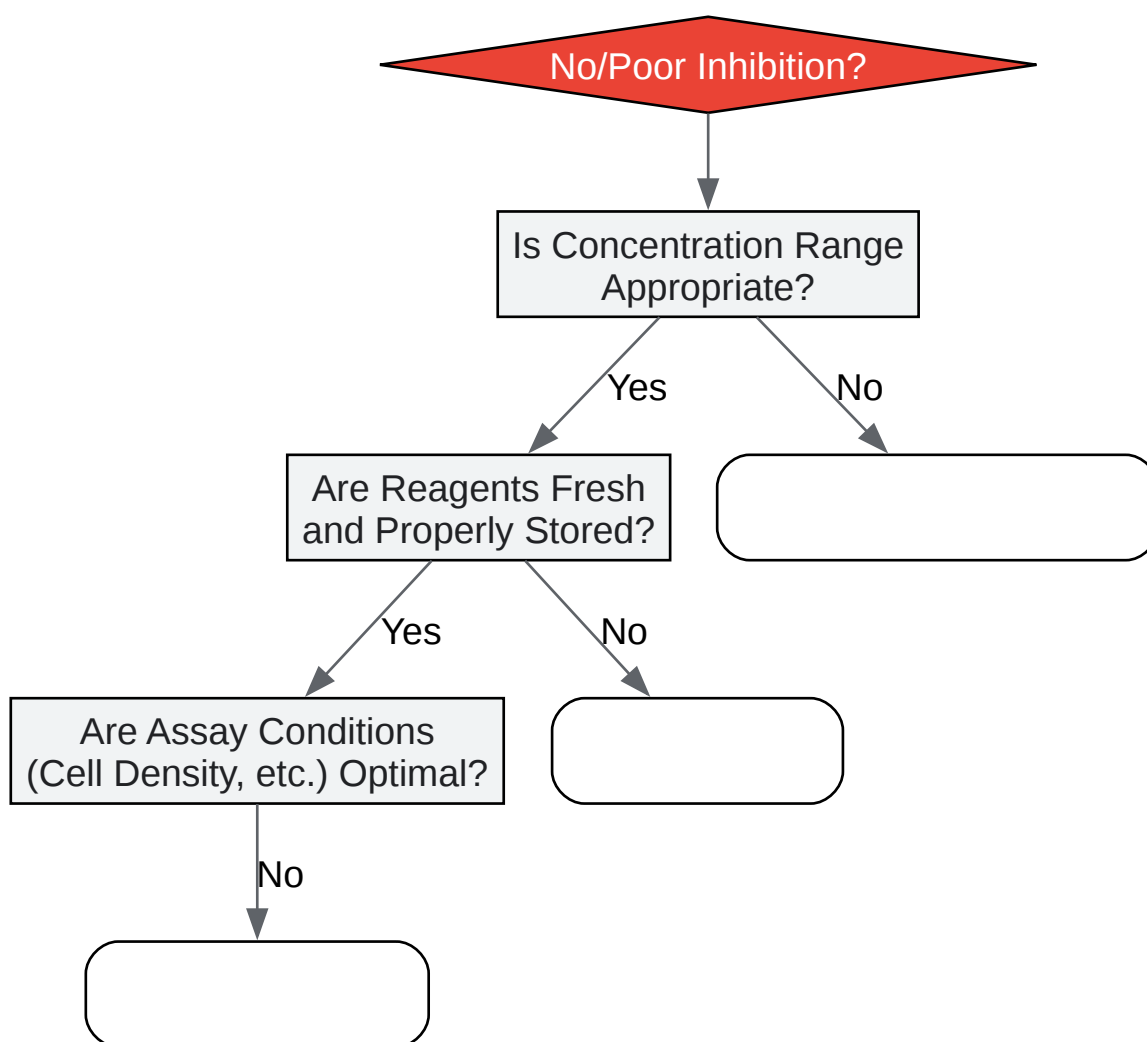 No/Poor Inhibition?
Is Concentration Range
Appropriate?
Yes
No
Are Reagents Fresh
and Properly Stored?
Yes
No
Are Assay Conditions
(Cell Density, etc.) Optimal?
No